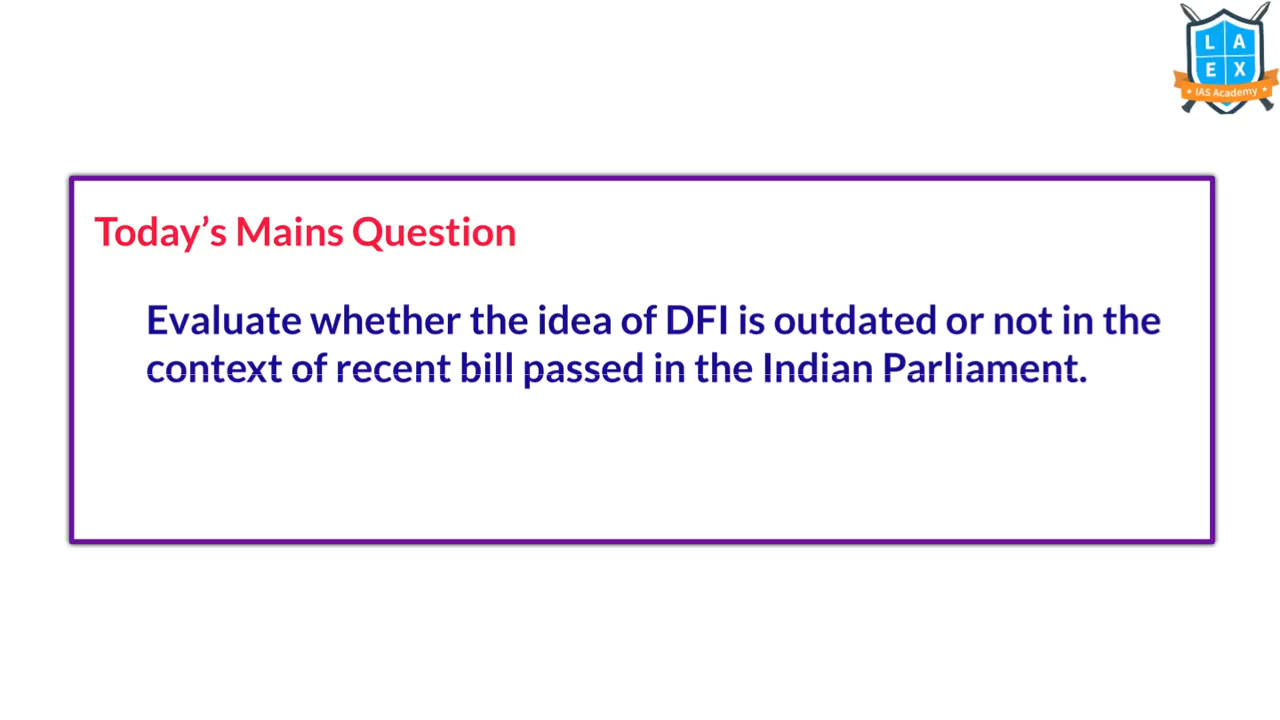 L A
E X
IAS Academy
Today’s Mains Question
Evaluate whether the idea of DFI is outdated or not in the
context of recent bill passed in the Indian Parliament.